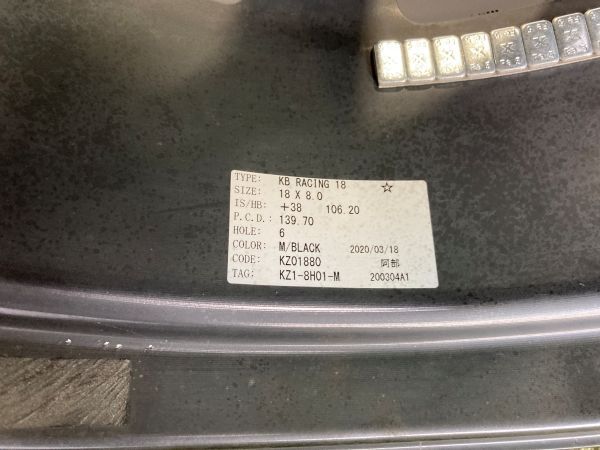 TYPE: KB RACING 18 ☆
SIZE: 18 X 8.0
IS/HB: +38 106.20
P.C.D.: 139.70
HOLE: 6
COLOR: M/BLACK 2020/03/18
CODE: KZ01880 阿部
TAG: KZ1-8H01-M 200304A1